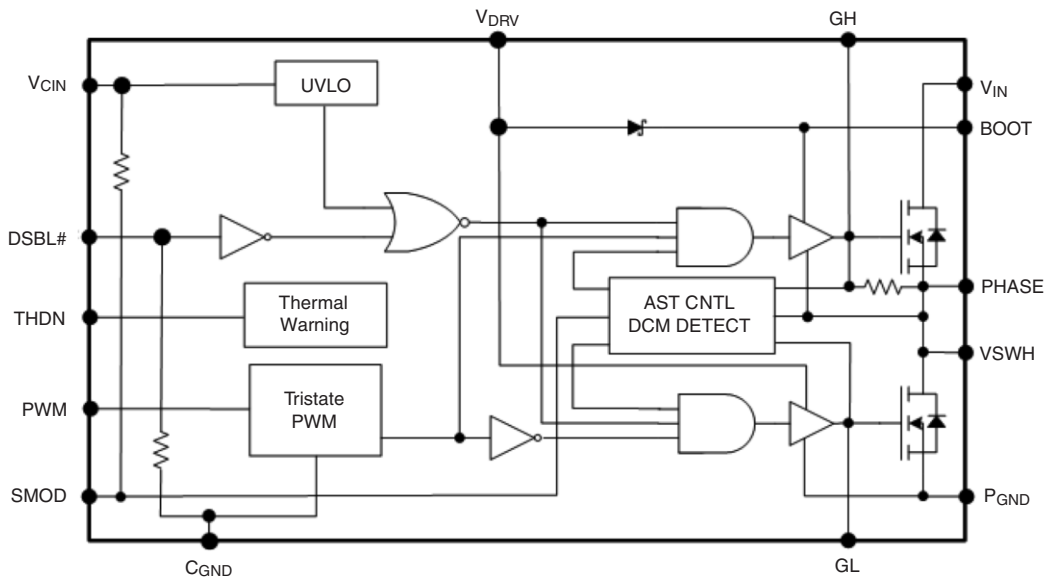 VDRV
GH
VCIN
UVLO
VIN
BOOT
DSBL#
THDN
Thermal
Warning
AST CNTL
DCM DETECT
PHASE
VSWH
PWM
Tristate
PWM
SMOD
PGND
CGND
GL